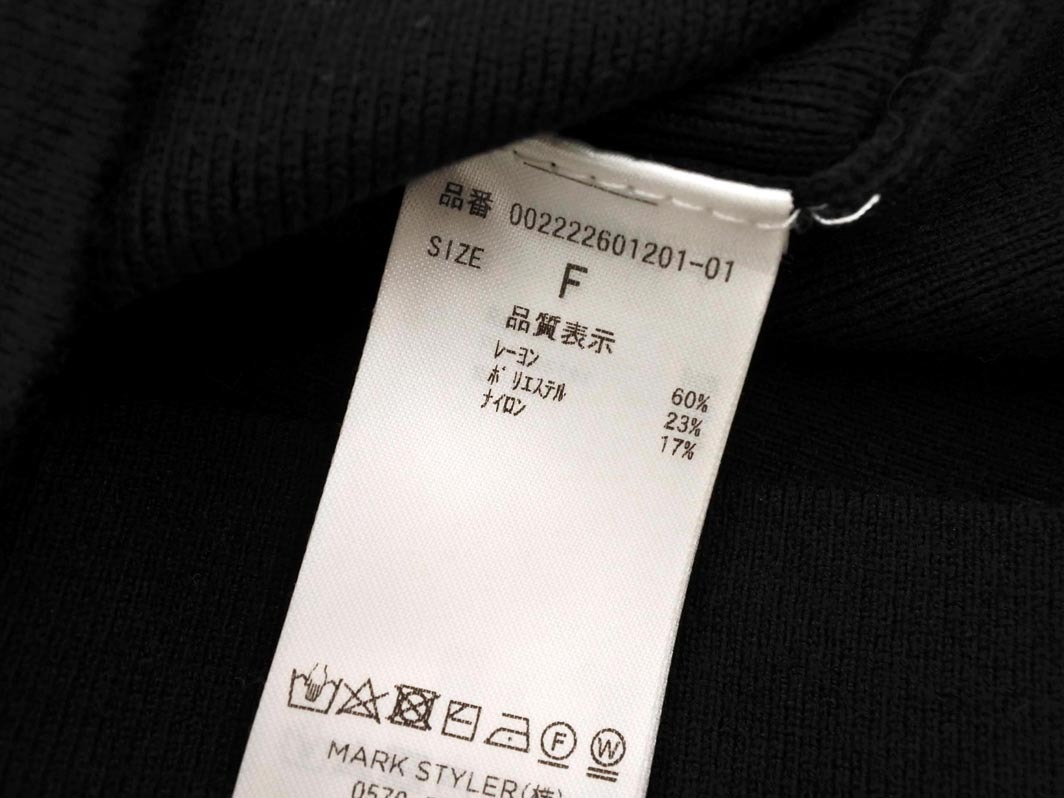 品番 002222601201-01
SIZE F
品質表示
レーヨン 60%
ポリエステル 23%
ナイロン 17%
F W
MARK STYLER(株)
0570